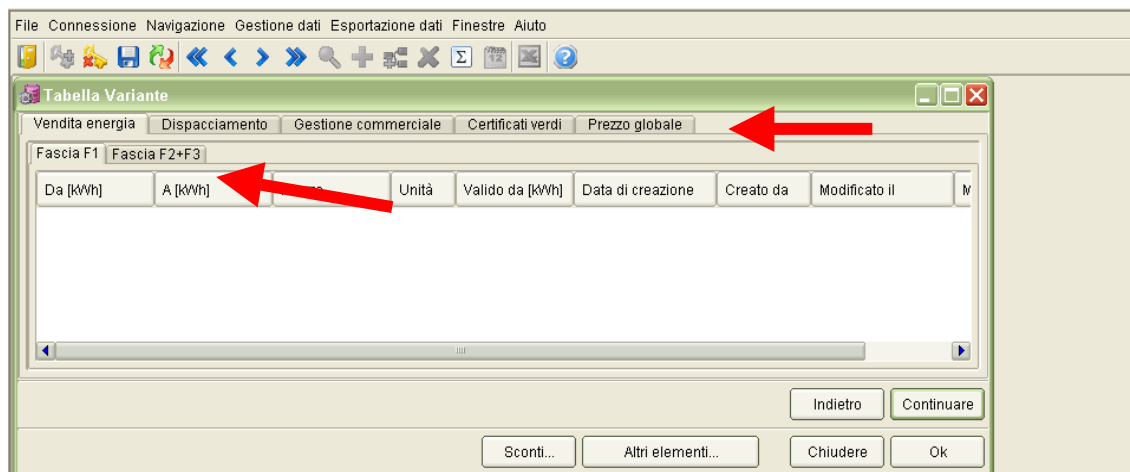 File Connessione Navigazione Gestione dati Esportazione dati Finestre Aiuto
Σ 12
Tabella Variante
Vendita energia Dispacciamento Gestione commerciale Certificati verdi Prezzo globale
Fascia F1 Fascia F2+F3
Da [kWh] A [kWh] Unità Valido da [kWh] Data di creazione Creato da Modificato il M
Indietro Continuare
Sconti... Altri elementi... Chiudere Ok